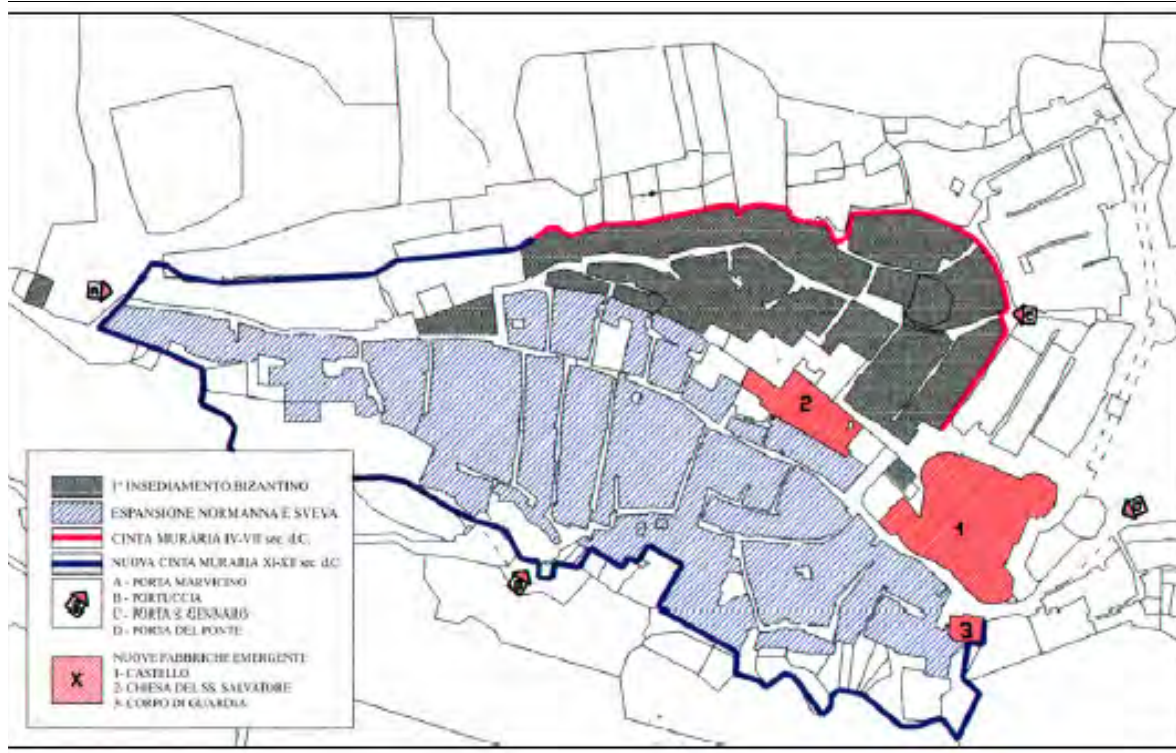 2
1
3
1° INSEDIAMENTO BIZANTINO
ESPANSIONE NORMANNA E SVEVA
CINTA MURARIA IV-VII sec. d.C.
NUOVA CINTA MURARIA XI-XII sec. d.C
A - PORTA MARVICINO
B - PORTUCCIA
C - PORTA S. GENNARO
D - PORTA DEL PONTE
X
NUOVE FABBRICHE EMERGENTI
1- CASTELLO
2- CHIESA DEL SS. SALVATORE
3- CORPO DI GUARDIA